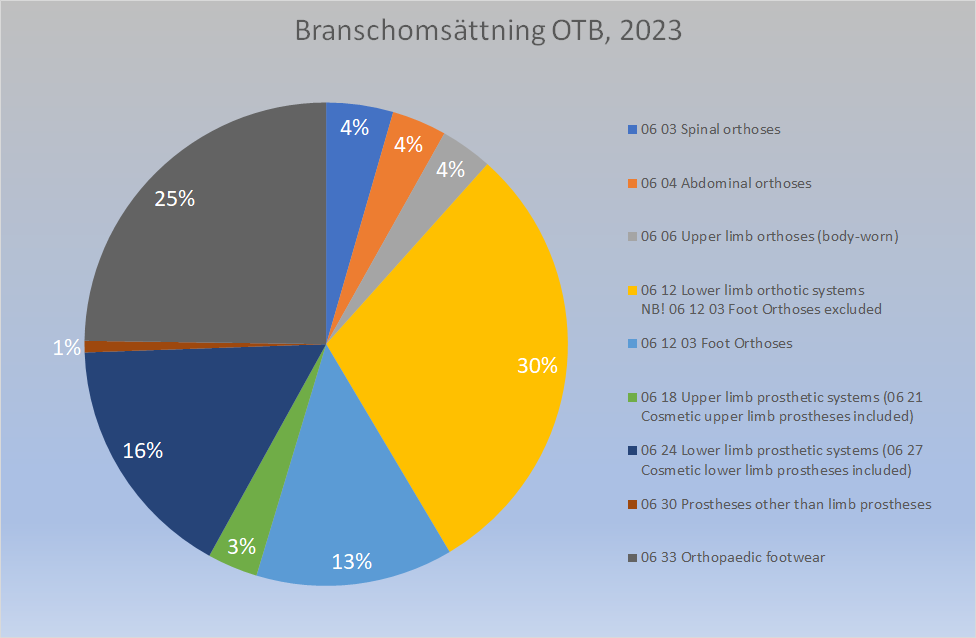 Branschomsättning OTB, 2023
4%
4%
4%
30%
13%
3%
16%
1%
25%
06 03 Spinal orthoses
06 04 Abdominal orthoses
06 06 Upper limb orthoses (body-worn)
06 12 Lower limb orthotic systems
NB! 06 12 03 Foot Orthoses excluded
06 12 03 Foot Orthoses
06 18 Upper limb prosthetic systems (06 21
Cosmetic upper limb prostheses included)
06 24 Lower limb prosthetic systems (06 27
Cosmetic lower limb prostheses included)
06 30 Prostheses other than limb prostheses
06 33 Orthopaedic footwear